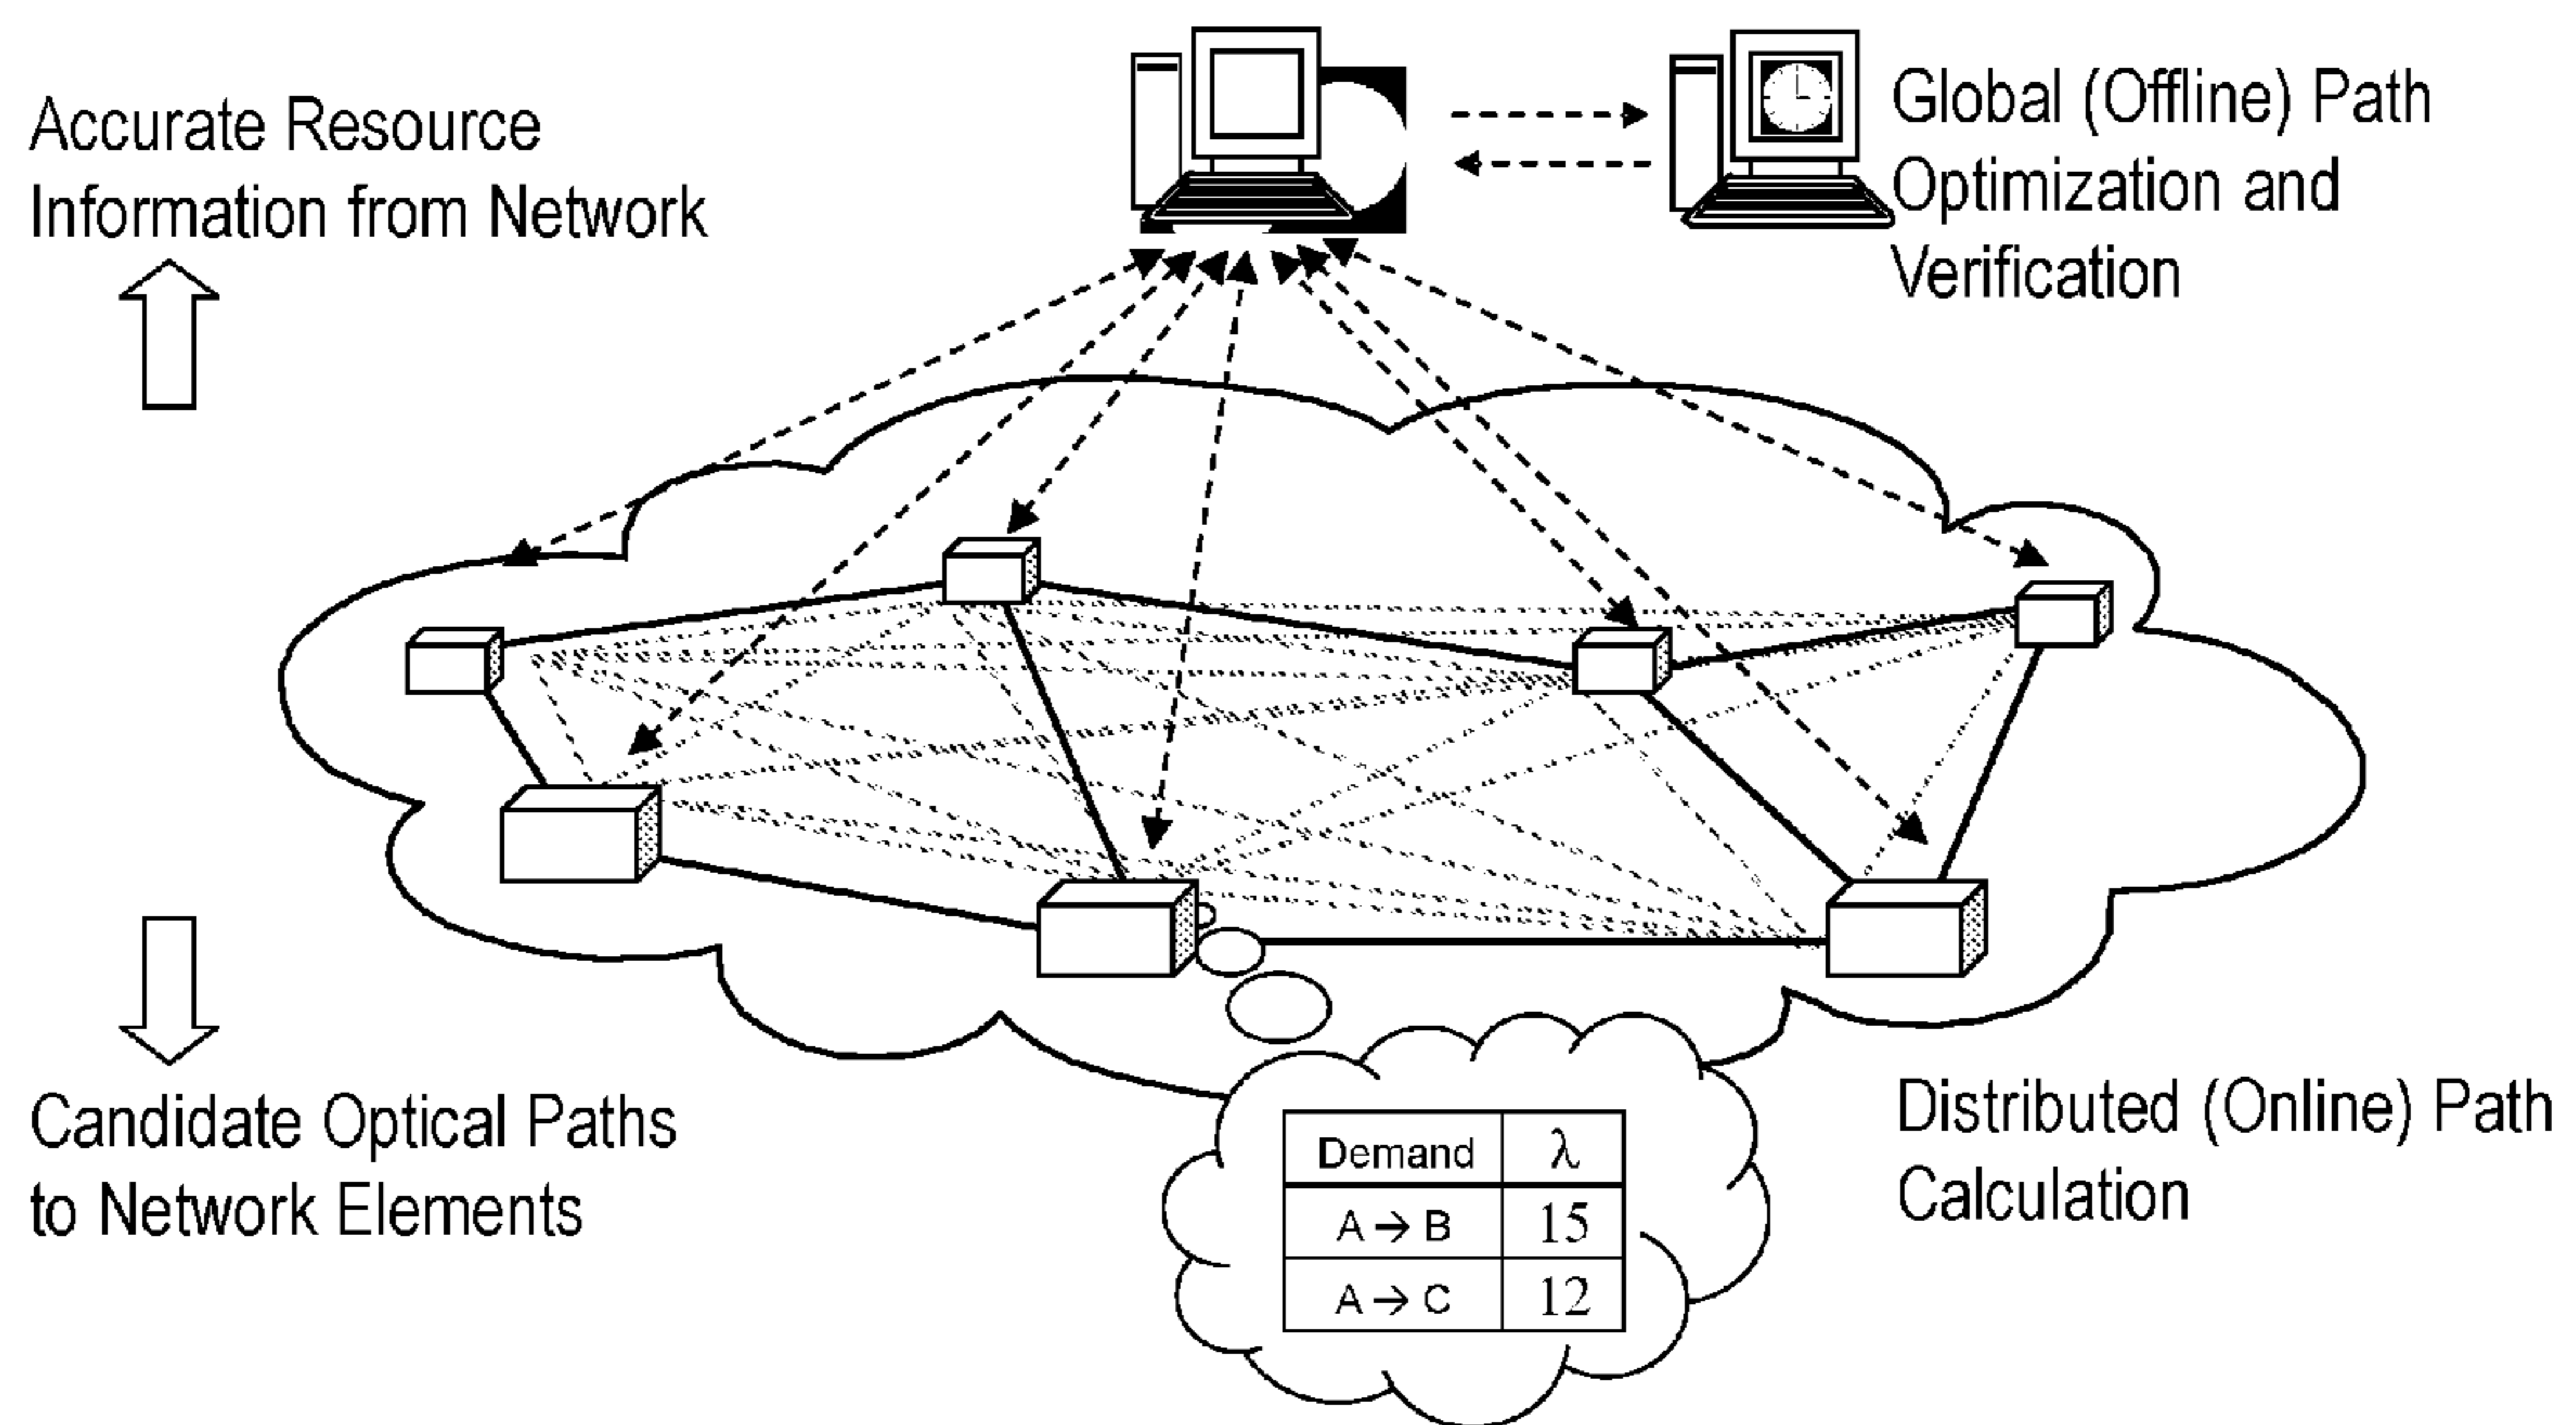 Accurate Resource
Information from Network
Global (Offline) Path
Optimization and
Verification
Candidate Optical Paths
to Network Elements
Demand λ
A → B 15
A → C 12
Distributed (Online) Path
Calculation